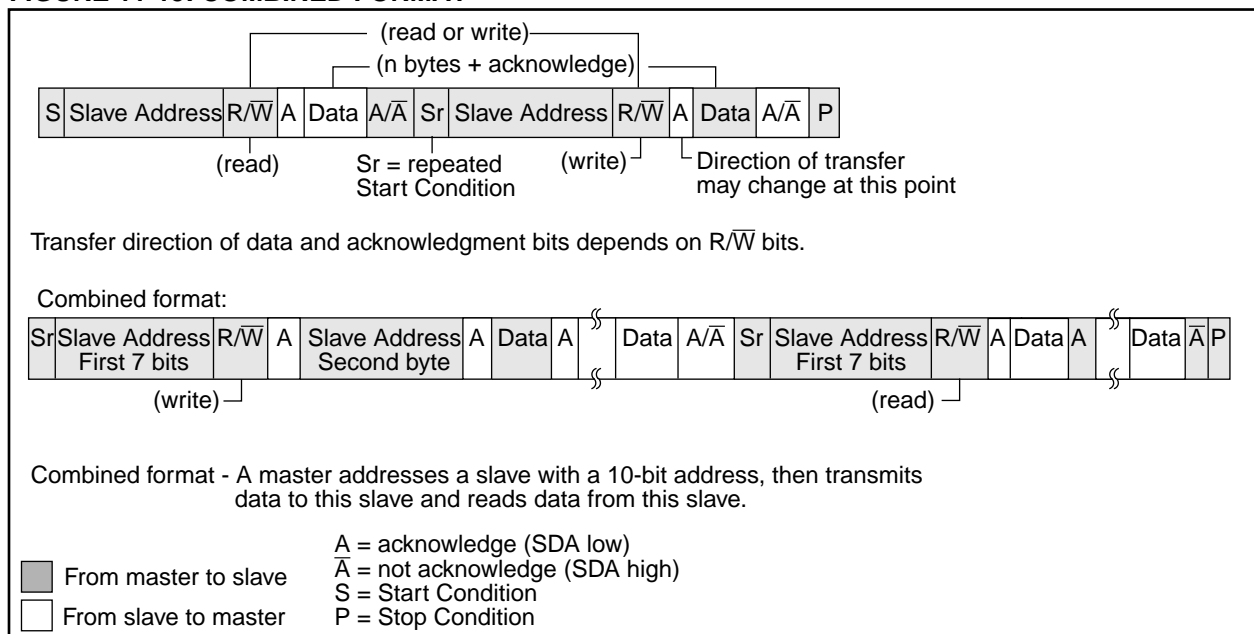 (read or write)
(n bytes + acknowledge)
S Slave Address R/W̅ A Data A/A̅ Sr Slave Address R/W̅ A Data A/A̅ P
(read) Sr = repeated (write) Direction of transfer
Start Condition may change at this point
Transfer direction of data and acknowledgment bits depends on R/W̅ bits.
Combined format:
Sr Slave Address R/W̅ A Slave Address A Data A Data A/A̅ Sr Slave Address R/W̅ A Data A Data A̅ P
First 7 bits Second byte First 7 bits
(write) (read)
Combined format - A master addresses a slave with a 10-bit address, then transmits
data to this slave and reads data from this slave.
A = acknowledge (SDA low)
From master to slave A̅ = not acknowledge (SDA high)
S = Start Condition
From slave to master P = Stop Condition